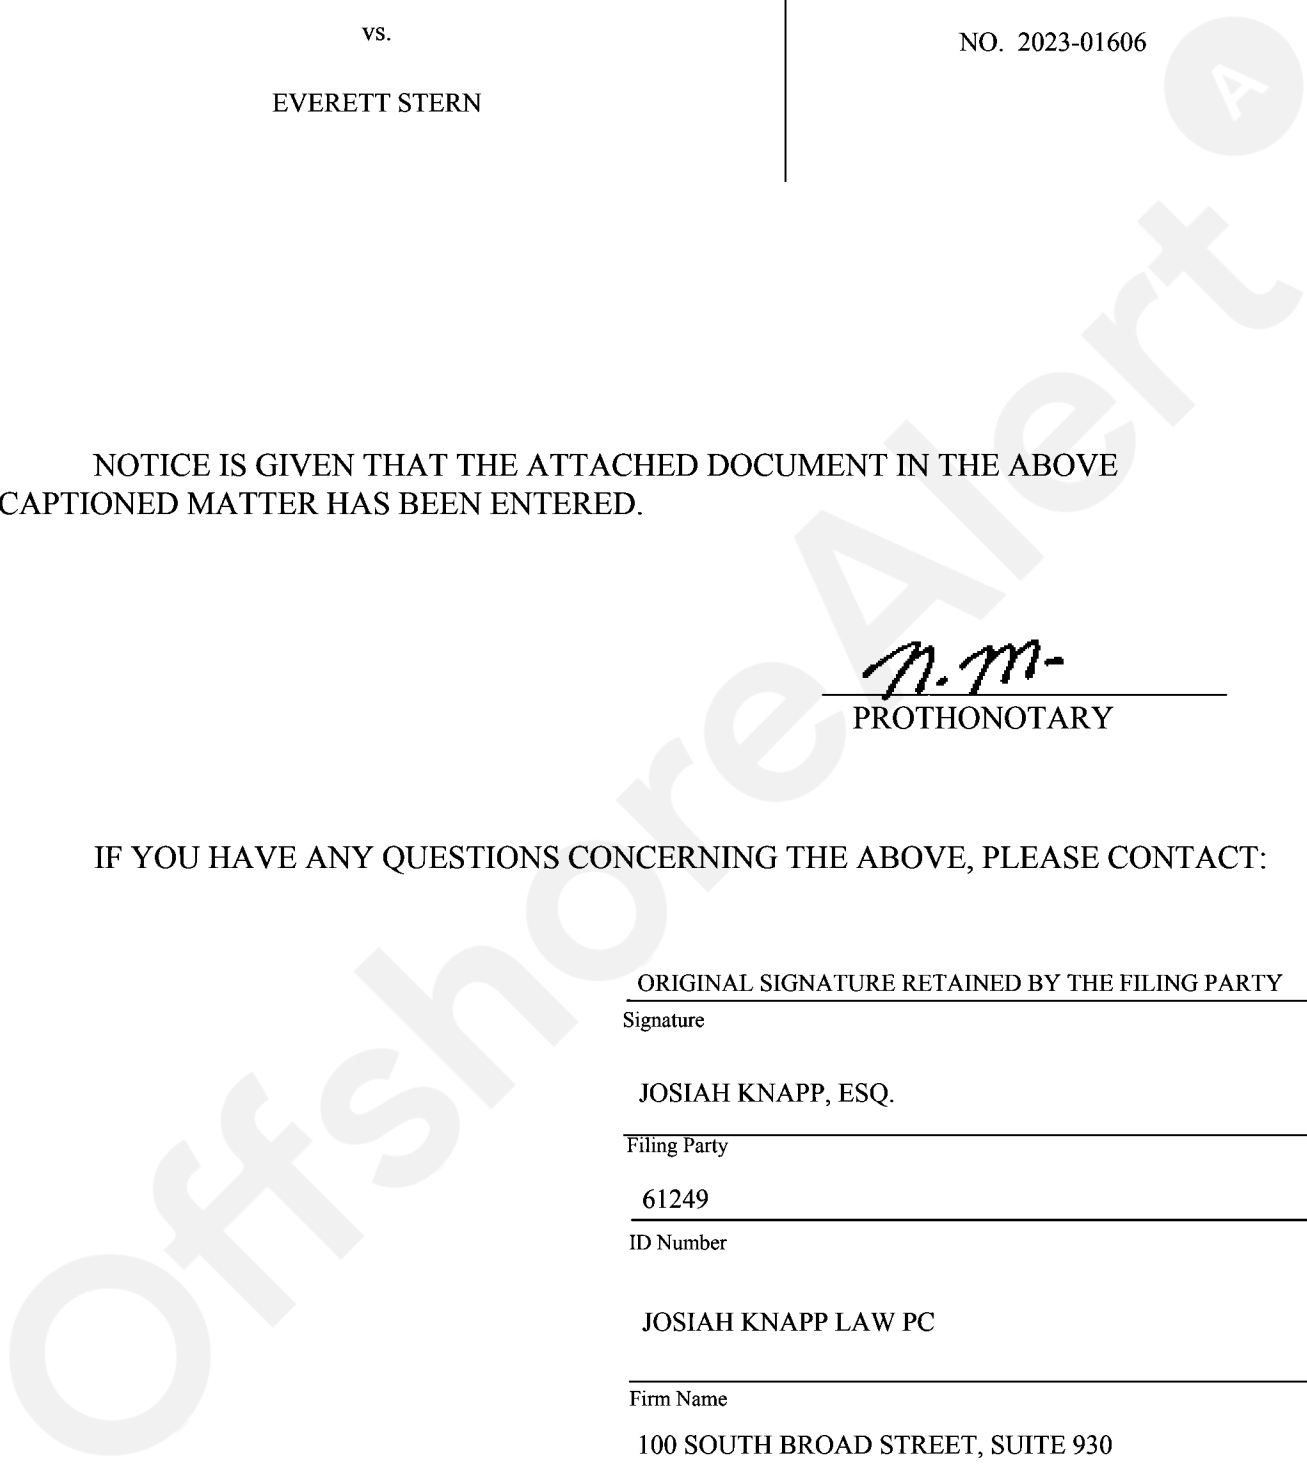 vs.
NO. 2023-01606
EVERETT STERN
NOTICE IS GIVEN THAT THE ATTACHED DOCUMENT IN THE ABOVE
CAPTIONED MATTER HAS BEEN ENTERED.
N. M-
PROTHONOTARY
IF YOU HAVE ANY QUESTIONS CONCERNING THE ABOVE, PLEASE CONTACT:
ORIGINAL SIGNATURE RETAINED BY THE FILING PARTY
Signature
JOSIAH KNAPP, ESQ.
Filing Party
61249
ID Number
JOSIAH KNAPP LAW PC
Firm Name
100 SOUTH BROAD STREET, SUITE 930
OffshoreAlert
A